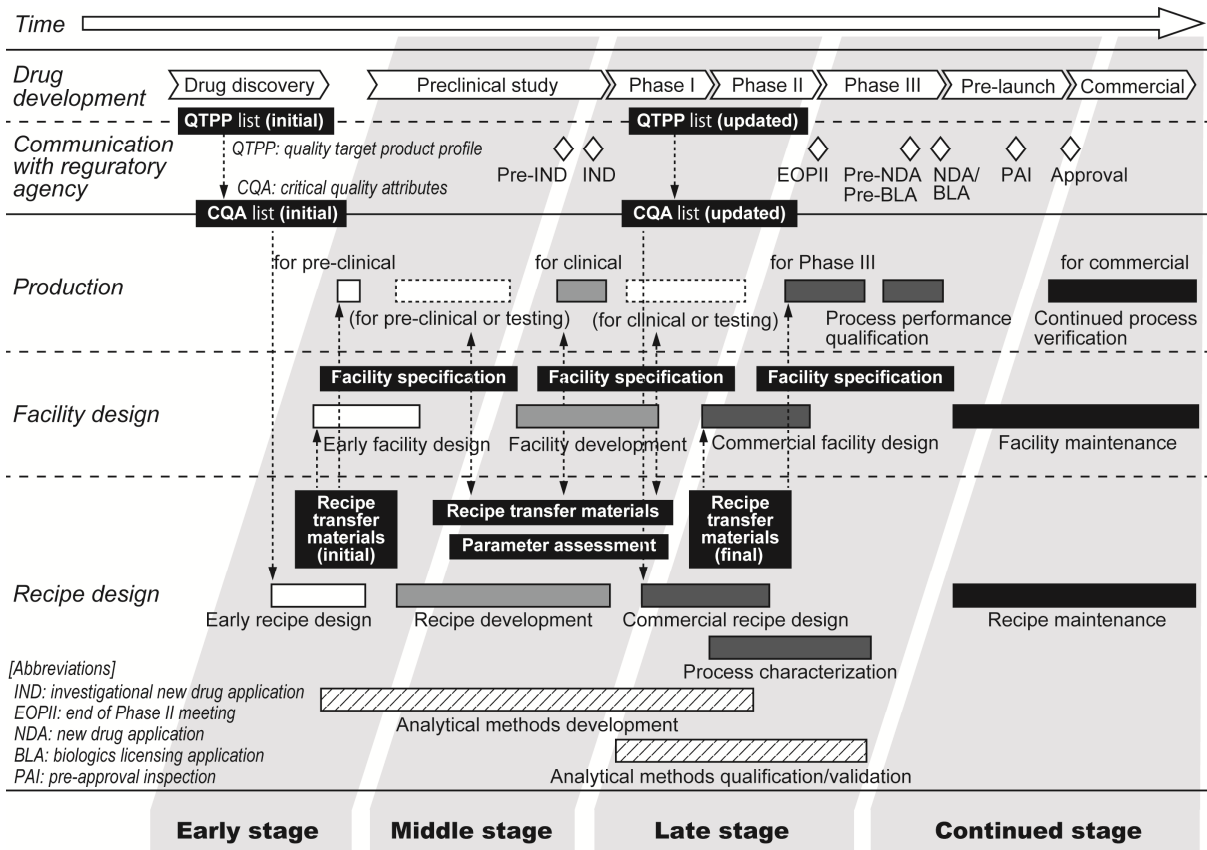 Time
Drug
development
Drug discovery
Preclinical study
Phase I
Phase II
Phase III
Pre-launch
Commercial
QTPP list (initial)
QTPP list (updated)
Communication
with reguratory
agency
QTPP: quality target product profile
CQA: critical quality attributes
Pre-IND
IND
EOPII
Pre-NDA
Pre-BLA
NDA/
BLA
PAI
Approval
CQA list (initial)
CQA list (updated)
Production
for pre-clinical
(for pre-clinical or testing)
for clinical
(for clinical or testing)
for Phase III
Process performance
qualification
for commercial
Continued process
verification
Facility specification
Facility specification
Facility specification
Facility design
Early facility design
Facility development
Commercial facility design
Facility maintenance
Recipe
transfer
materials
(initial)
Recipe transfer materials
Parameter assessment
Recipe
transfer
materials
(final)
Recipe design
Early recipe design
Recipe development
Commercial recipe design
Recipe maintenance
Process characterization
Analytical methods development
Analytical methods qualification/validation
[Abbreviations]
IND: investigational new drug application
EOPII: end of Phase II meeting
NDA: new drug application
BLA: biologics licensing application
PAI: pre-approval inspection
Early stage
Middle stage
Late stage
Continued stage